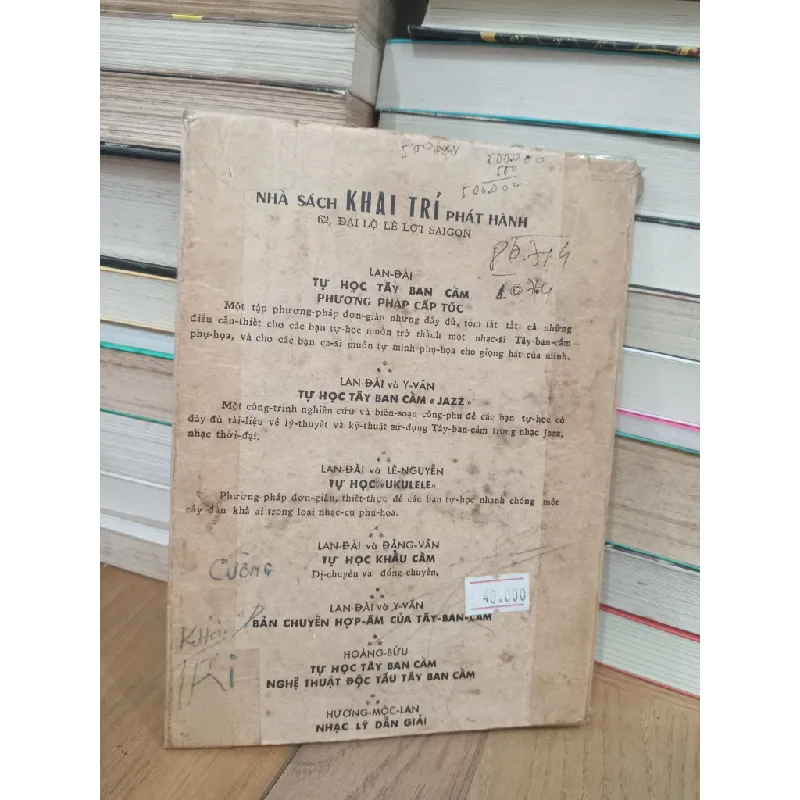 500 NGÀN
500.000
NHÀ SÁCH KHAI TRÍ PHÁT HÀNH
62, ĐẠI LỘ LÊ LỢI SAIGON
LAN-ĐÀI
TỰ HỌC TÂY BAN CẦM
PHƯƠNG PHÁP CẤP TỐC
Một tập phương-pháp đơn-giản nhưng đầy đủ, tóm tắt tất cả những
điều cần-thiết cho các bạn tự-học muốn trở thành một nhạc-sĩ Tây-ban-cầm
phụ-họa, và cho các bạn ca-sĩ muốn tự mình phụ-họa cho giọng hát của mình.
LAN-ĐÀI và Y-VÂN
TỰ HỌC TÂY BAN CẦM «JAZZ»
Một công-trình nghiên cứu và biên-soạn công-phu để các bạn tự-học có
đầy-đủ tài-liệu về lý-thuyết và kỹ-thuật sử-dụng Tây-ban-cầm trong nhạc Jazz,
nhạc thời-đại.
LAN-ĐÀI và LÊ-NGUYÊN
TỰ HỌC «UKULELE»
Phương-pháp đơn-giản, thiết-thực để các bạn tự-học nhanh chóng một
cây đàn khả ái trong loại nhạc-cụ phụ-họa.
LAN-ĐÀI và ĐẰNG-VÂN
TỰ HỌC KHẨU CẦM
Dị-chuyển và đồng-chuyển.
CƯỜNG
40.000
LAN-ĐÀI và Y-VÂN
BẢN CHUYỂN HỢP-ÂM CỦA TÂY-BAN-CẦM
HOÀNG-BỬU
TỰ HỌC TÂY BAN CẦM
NGHỆ THUẬT ĐỘC TẤU TÂY BAN CẦM
HƯƠNG-MỘC-LAN
NHẠC LÝ DẪN GIẢI